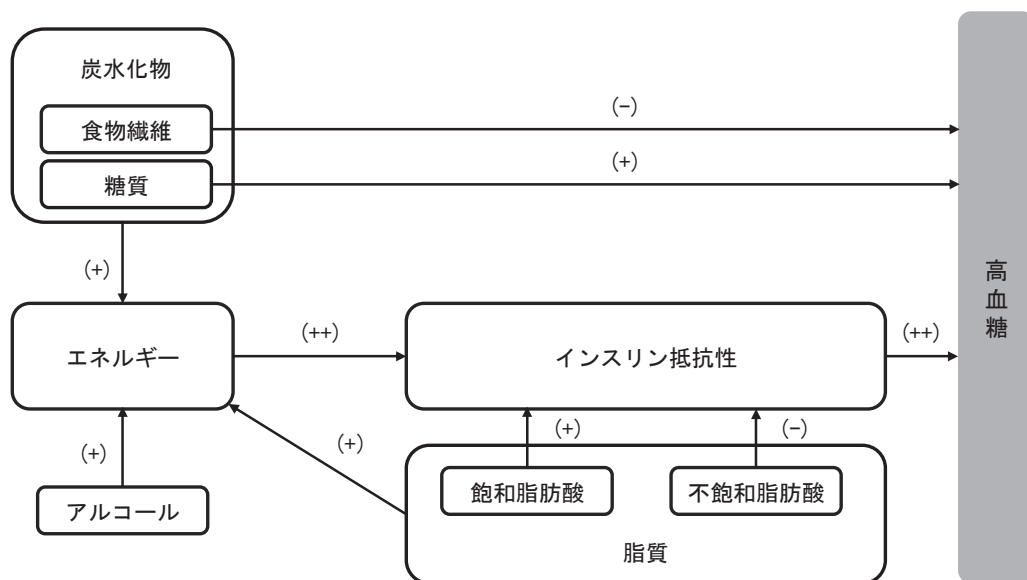 炭水化物
食物繊維
(−)
糖質
(+)
(+)
エネルギー
(++)
インスリン抵抗性
(++)
高血糖
(+)
アルコール
(+)
(+)
(−)
飽和脂肪酸
不飽和脂肪酸
脂質